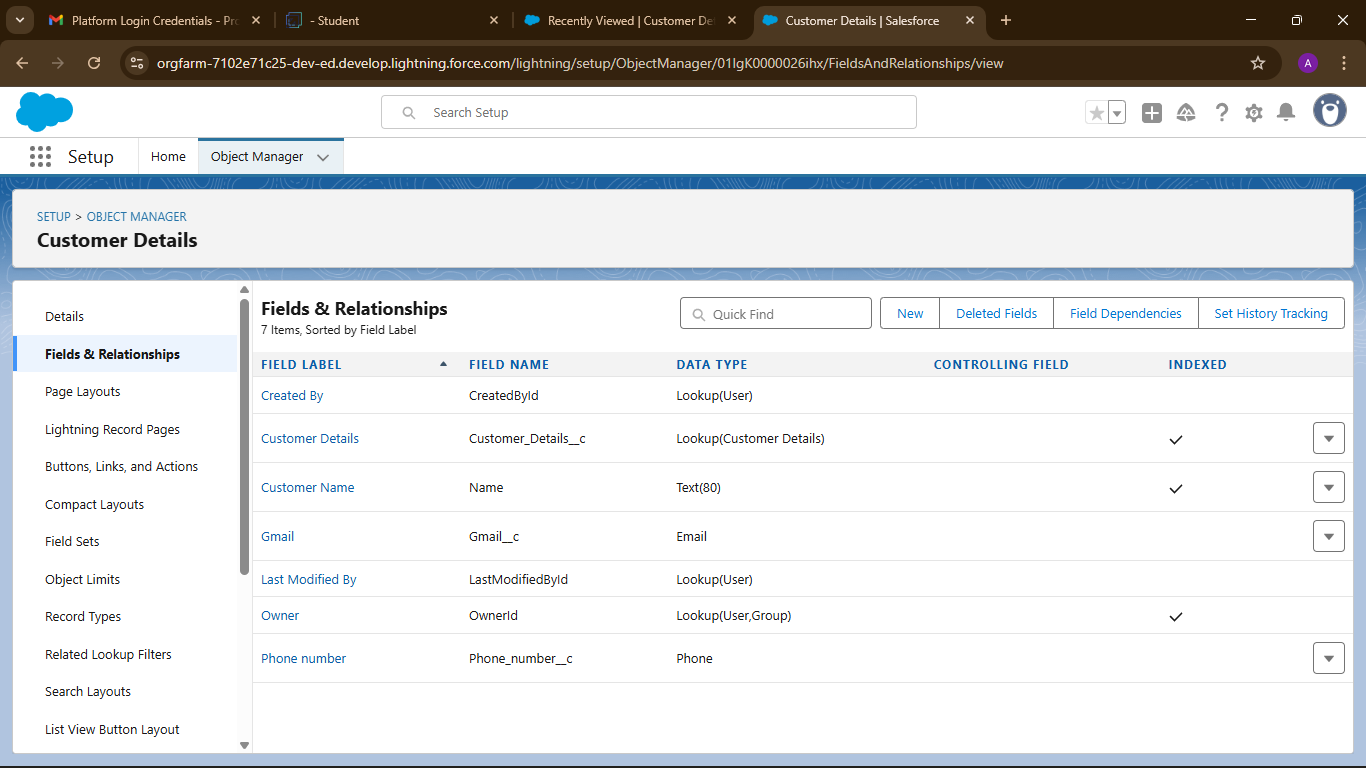 Platform Login Credentials - Pro
- Student
Recently Viewed | Customer Det
Customer Details | Salesforce
orgfarm-7102e71c25-dev-ed.develop.lightning.force.com/lightning/setup/ObjectManager/01IgK0000026ihx/FieldsAndRelationships/view
A
Search Setup
Setup
Home
Object Manager
SETUP > OBJECT MANAGER
Customer Details
Details
Fields & Relationships
Page Layouts
Lightning Record Pages
Buttons, Links, and Actions
Compact Layouts
Field Sets
Object Limits
Record Types
Related Lookup Filters
Search Layouts
List View Button Layout
Fields & Relationships
7 Items, Sorted by Field Label
Quick Find
New
Deleted Fields
Field Dependencies
Set History Tracking
FIELD LABEL FIELD NAME DATA TYPE CONTROLLING FIELD INDEXED
Created By CreatedById Lookup(User)
Customer Details Customer_Details__c Lookup(Customer Details)
Customer Name Name Text(80)
Gmail Gmail__c Email
Last Modified By LastModifiedById Lookup(User)
Owner OwnerId Lookup(User,Group)
Phone number Phone_number__c Phone